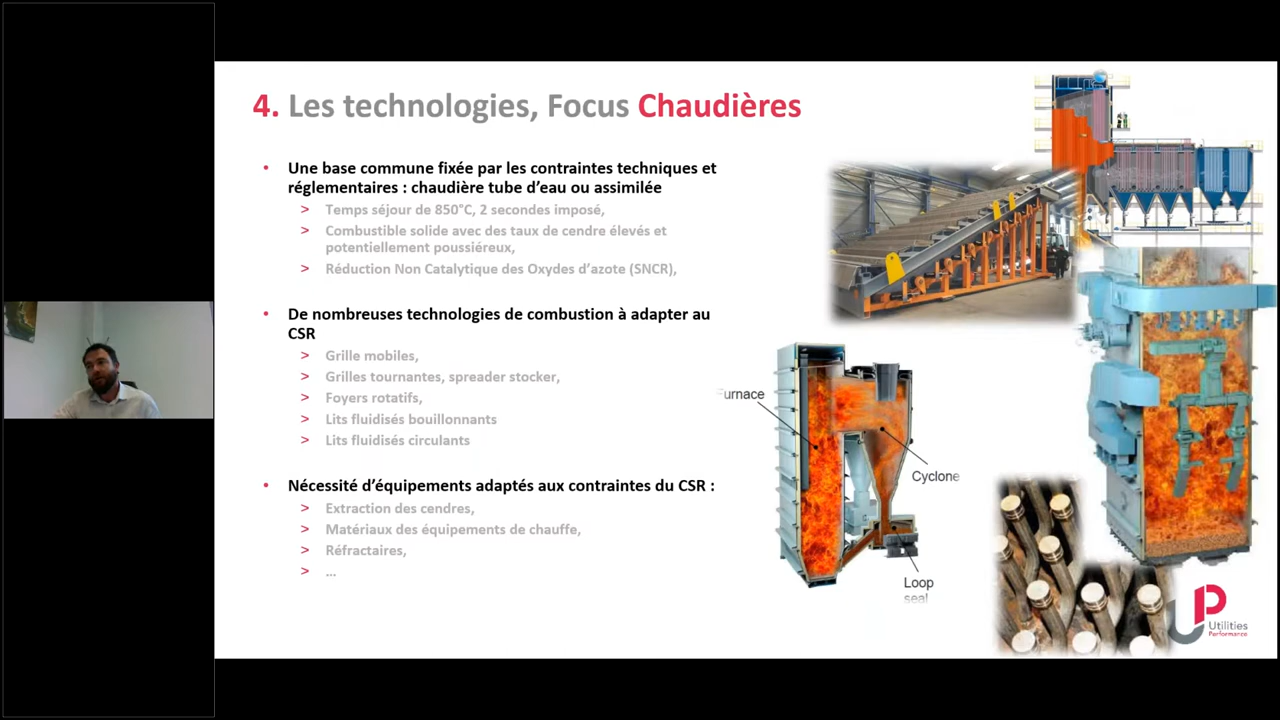 4. Les technologies, Focus Chaudières
• Une base commune fixée par les contraintes techniques et
réglementaires : chaudière tube d’eau ou assimilée
> Temps séjour de 850°C, 2 secondes imposé,
> Combustible solide avec des taux de cendre élevés et
potentiellement poussiéreux,
> Réduction Non Catalytique des Oxydes d’azote (SNCR),
• De nombreuses technologies de combustion à adapter au
CSR
> Grille mobiles,
> Grilles tournantes, spreader stocker,
> Foyers rotatifs,
> Lits fluidisés bouillonnants
> Lits fluidisés circulants
• Nécessité d’équipements adaptés aux contraintes du CSR :
> Extraction des cendres,
> Matériaux des équipements de chauffe,
> Réfractaires,
> ...
Furnace
Cyclone
Loop
seal
UP
Utilities
Performance